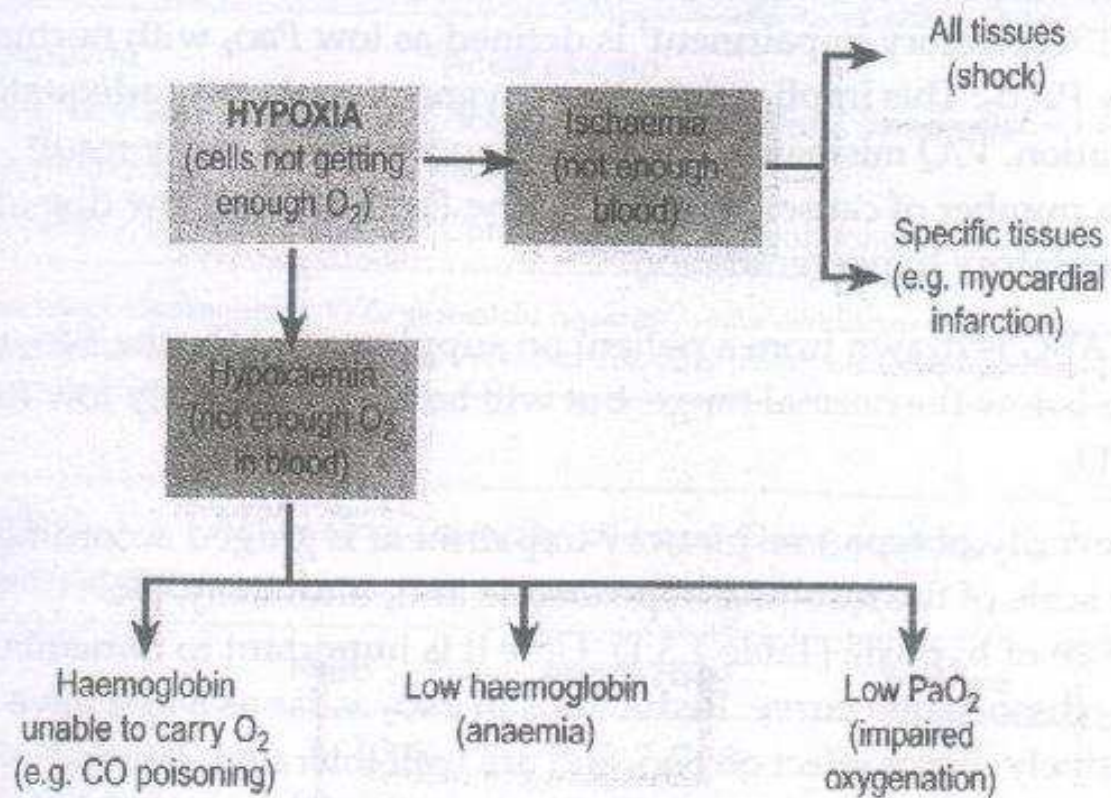 All tissues
(shock)
HYPOXIA
(cells not getting
enough O₂)
Ischaemia
(not enough
blood)
Specific tissues
(e.g. myocardial
infarction)
Hypoxaemia
(not enough O₂
in blood)
Haemoglobin
unable to carry O₂
(e.g. CO poisoning)
Low haemoglobin
(anaemia)
Low PaO₂
(impaired
oxygenation)